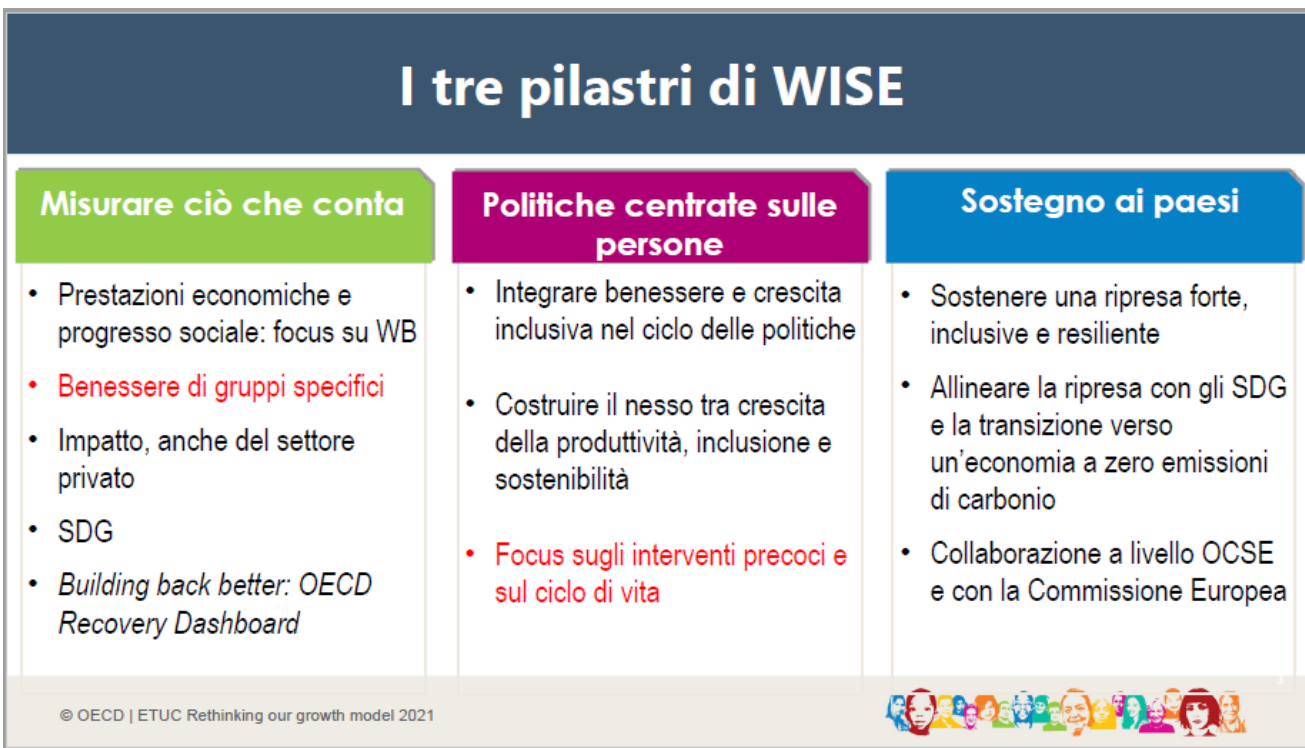 I tre pilastri di WISE
Misurare ciò che conta
• Prestazioni economiche e
progresso sociale: focus su WB
• Benessere di gruppi specifici
• Impatto, anche del settore
privato
• SDG
• Building back better: OECD
Recovery Dashboard
Politiche centrate sulle
persone
• Integrare benessere e crescita
inclusiva nel ciclo delle politiche
• Costruire il nesso tra crescita
della produttività, inclusione e
sostenibilità
• Focus sugli interventi precoci e
sul ciclo di vita
Sostegno ai paesi
• Sostenere una ripresa forte,
inclusive e resiliente
• Allineare la ripresa con gli SDG
e la transizione verso
un'economia a zero emissioni
di carbonio
• Collaborazione a livello OCSE
e con la Commissione Europea
© OECD | ETUC Rethinking our growth model 2021